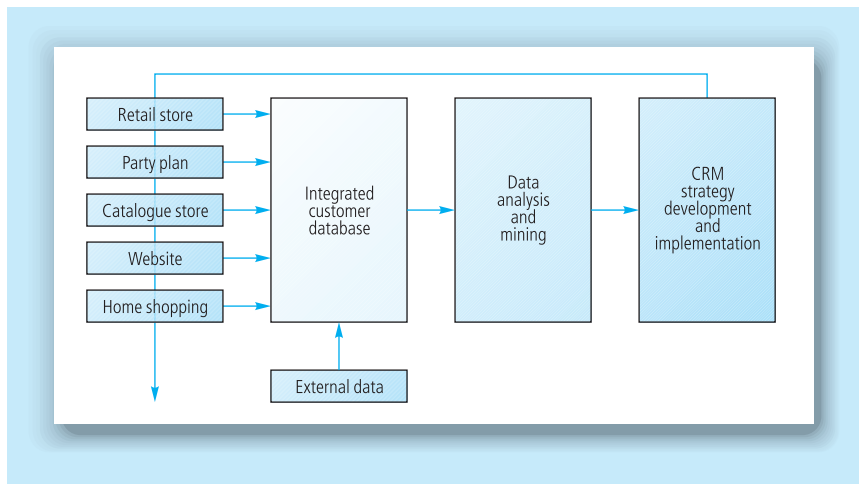 Retail store
Party plan
Catalogue store
Website
Home shopping
Integrated
customer
database
External data
Data
analysis
and
mining
CRM
strategy
development
and
implementation